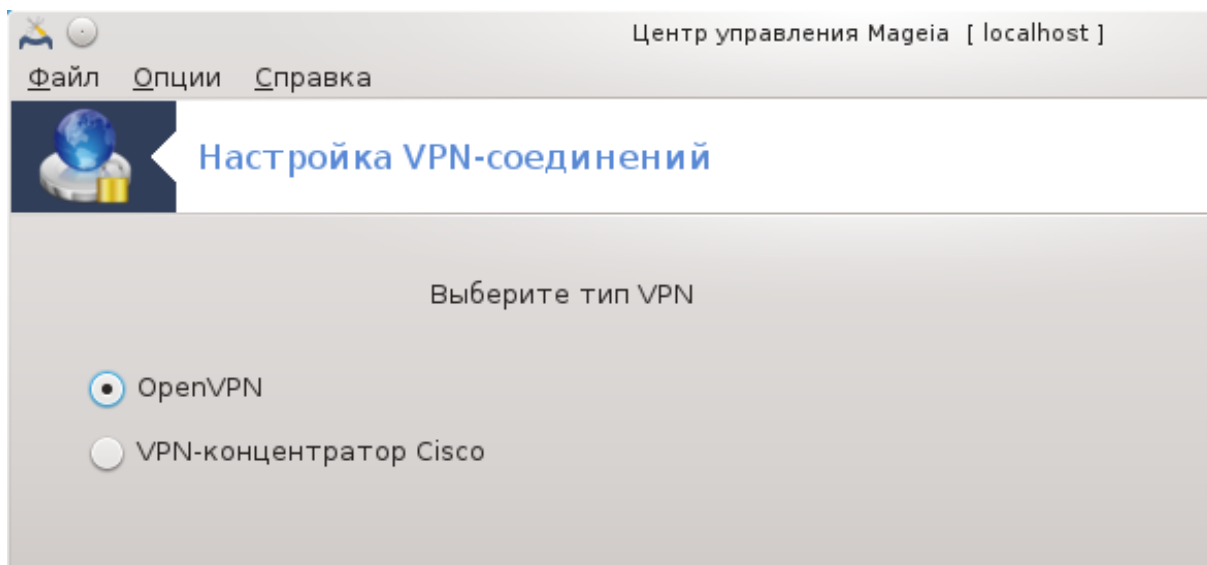 Центр управления Mageia [ localhost ]
Файл Опции Справка
Настройка VPN-соединений
Выберите тип VPN
OpenVPN
VPN-концентратор Cisco